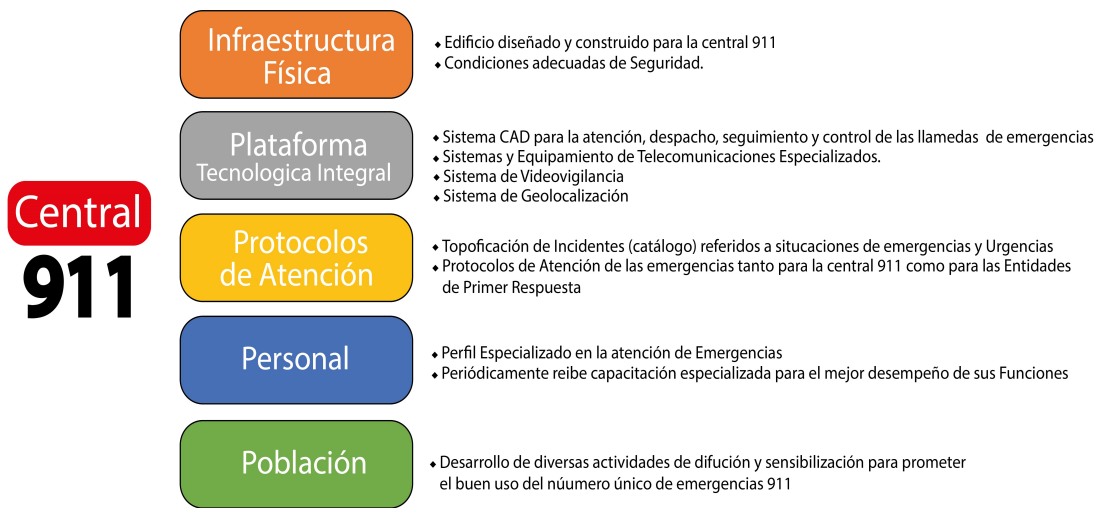 Central
911
Infraestructura
Física
⬥ Edificio diseñado y construido para la central 911
⬥ Condiciones adecuadas de Seguridad.
Plataforma
Tecnologica Integral
⬥ Sistema CAD para la atención, despacho, seguimiento y control de las llamedas de emergencias
⬥ Sistemas y Equipamiento de Telecomunicaciones Especializados.
⬥ Sistema de Videovigilancia
⬥ Sistema de Geolocalización
Protocolos
de Atención
⬥ Topoficación de Incidentes (catálogo) referidos a situcaciones de emergencias y Urgencias
⬥ Protocolos de Atención de las emergencias tanto para la central 911 como para las Entidades
de Primer Respuesta
Personal
⬥ Perfil Especializado en la atención de Emergencias
⬥ Periódicamente reibe capacitación especializada para el mejor desempeño de sus Funciones
Población
⬥ Desarrollo de diversas actividades de difución y sensibilización para prometer
el buen uso del núumero único de emergencias 911